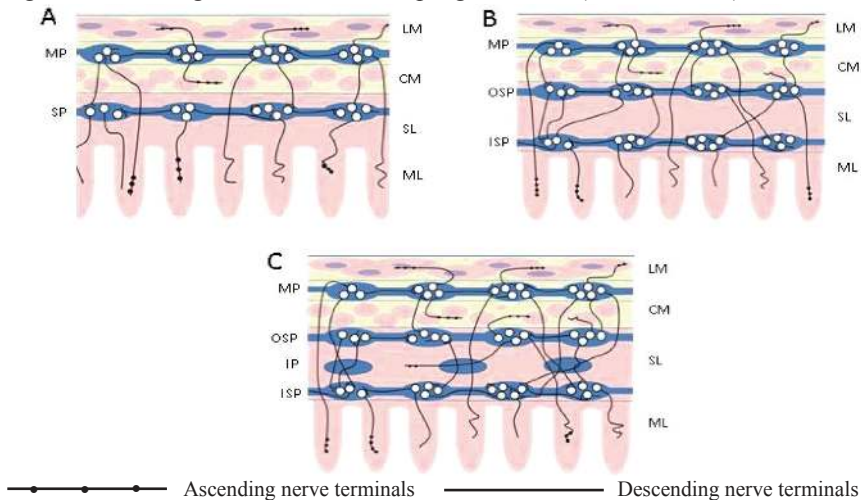 A
MP
SP
LM
CM
SL
ML
B
MP
OSP
ISP
LM
CM
SL
ML
C
MP
OSP
IP
ISP
LM
CM
SL
ML
Ascending nerve terminals
Descending nerve terminals